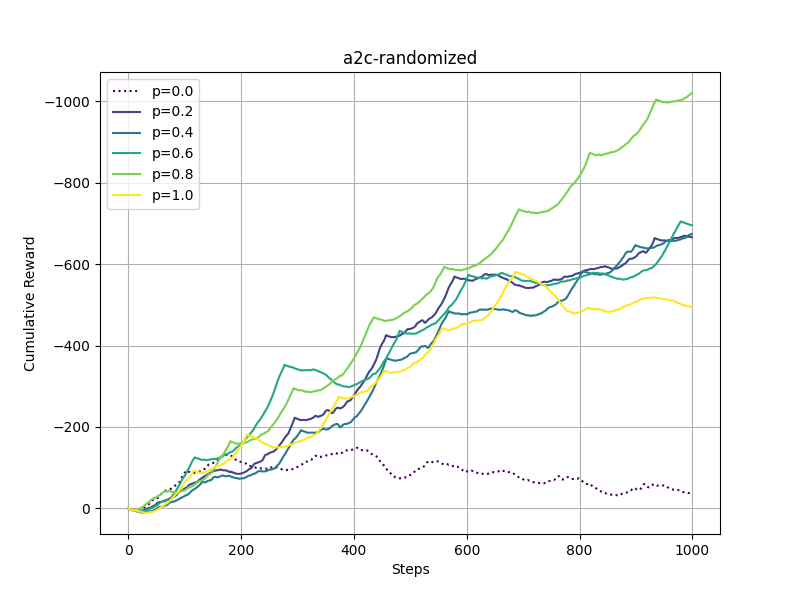 a2c-randomized
p=0.0
p=0.2
p=0.4
p=0.6
p=0.8
p=1.0
Cumulative Reward
−1000
−800
−600
−400
−200
0
0 200 400 600 800 1000
Steps